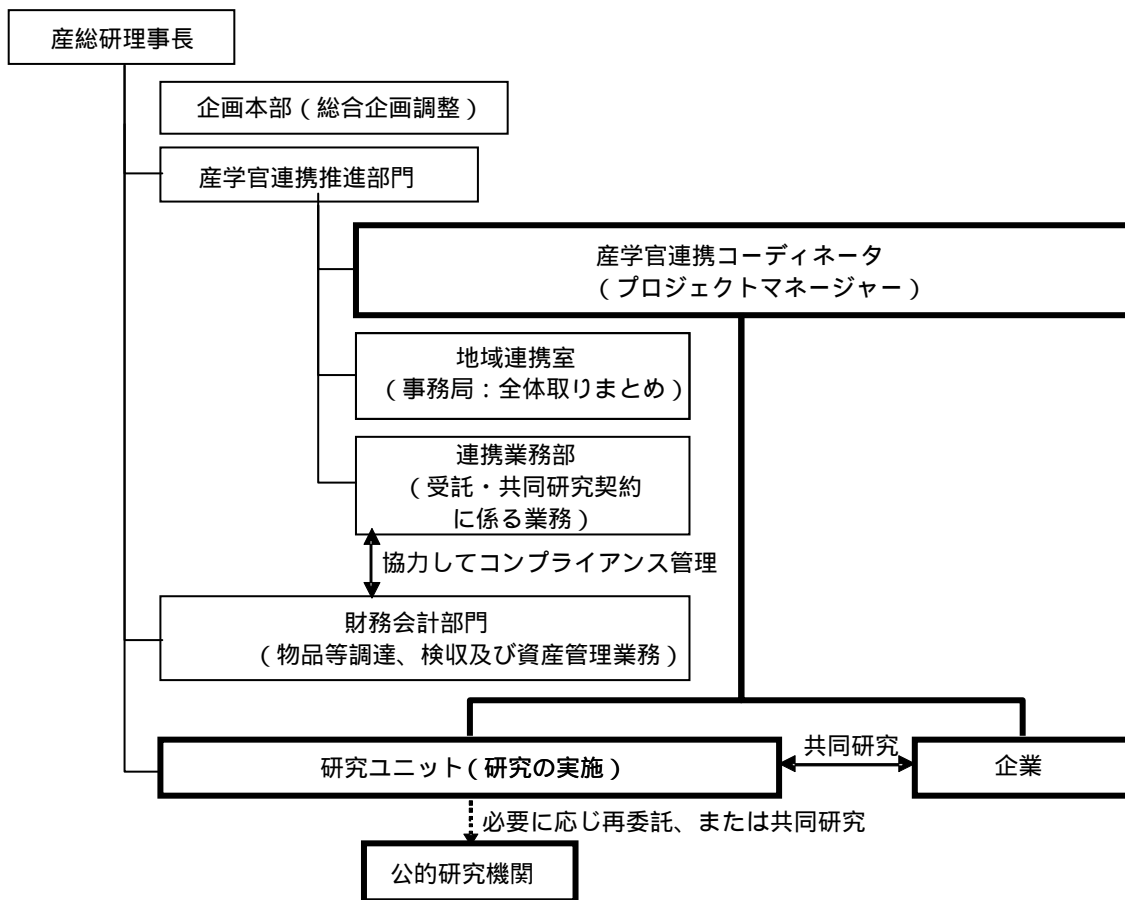 産総研理事長
企画本部(総合企画調整)
産学官連携推進部門
産学官連携コーディネータ
(プロジェクトマネージャー)
地域連携室
(事務局:全体取りまとめ)
連携業務部
(受託・共同研究契約
に係る業務)
協力してコンプライアンス管理
財務会計部門
(物品等調達、検収及び資産管理業務)
共同研究
研究ユニット(研究の実施)
企業
必要に応じ再委託、または共同研究
公的研究機関